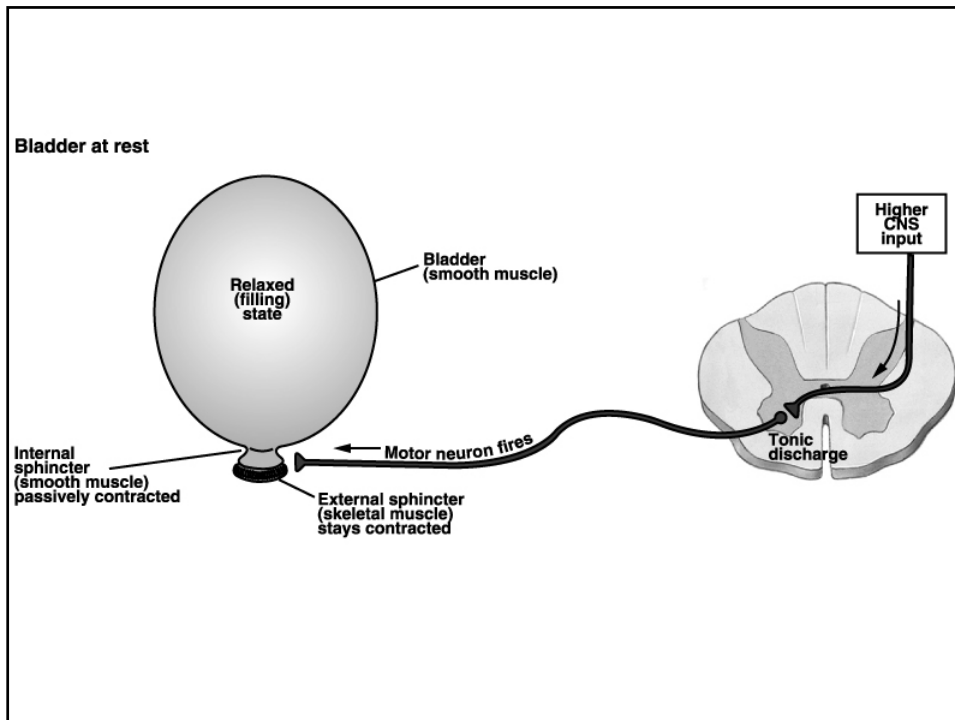 Bladder at rest
Higher
CNS
input
Bladder
(smooth muscle)
Relaxed
(filling)
state
Motor neuron fires
Tonic
discharge
Internal
sphincter
(smooth muscle)
passively contracted
External sphincter
(skeletal muscle)
stays contracted